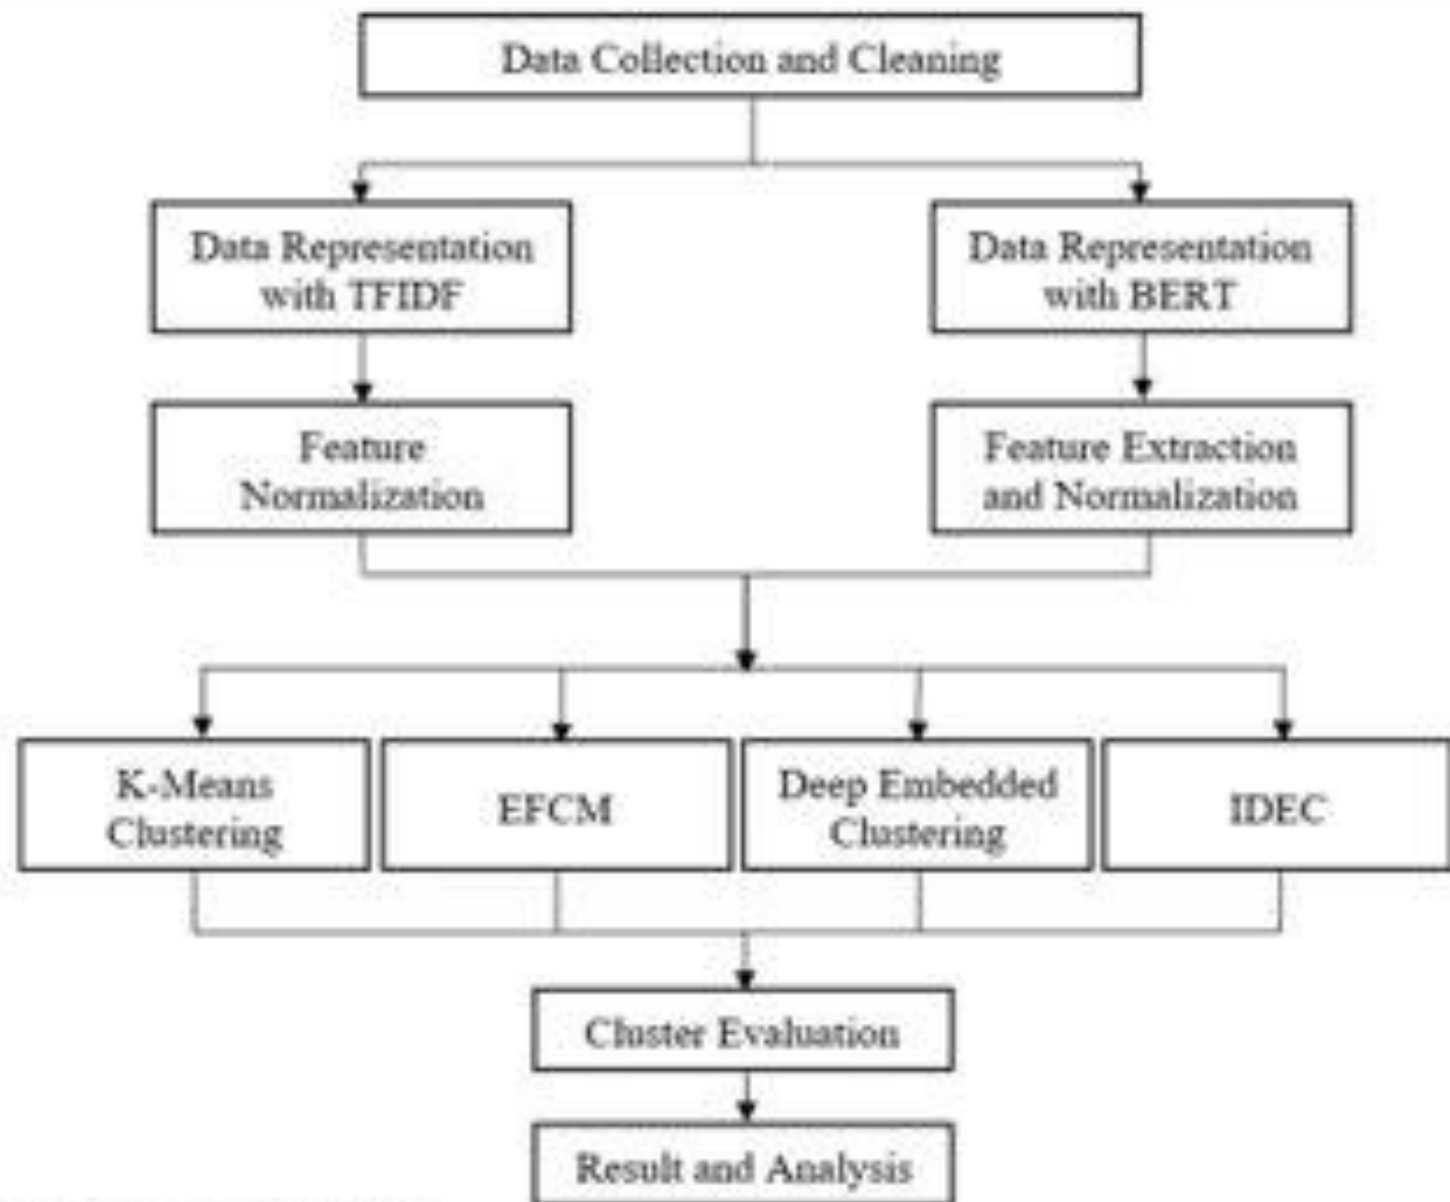 Data Collection and Cleaning
Data Representation
with TFIDF
Data Representation
with BERT
Feature
Normalization
Feature Extraction
and Normalization
K-Means
Clustering
EFCM
Deep Embedded
Clustering
IDEC
Cluster Evaluation
Result and Analysis